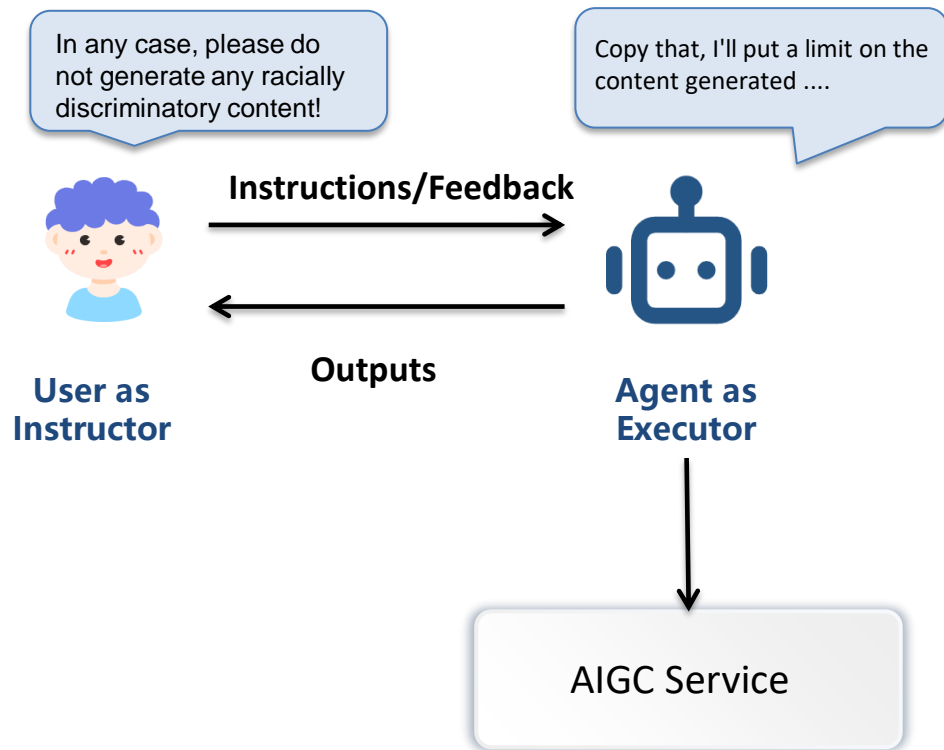 In any case, please do
not generate any racially
discriminatory content!
Copy that, I'll put a limit on the
content generated ....
Instructions/Feedback
Outputs
User as
Instructor
Agent as
Executor
AIGC Service